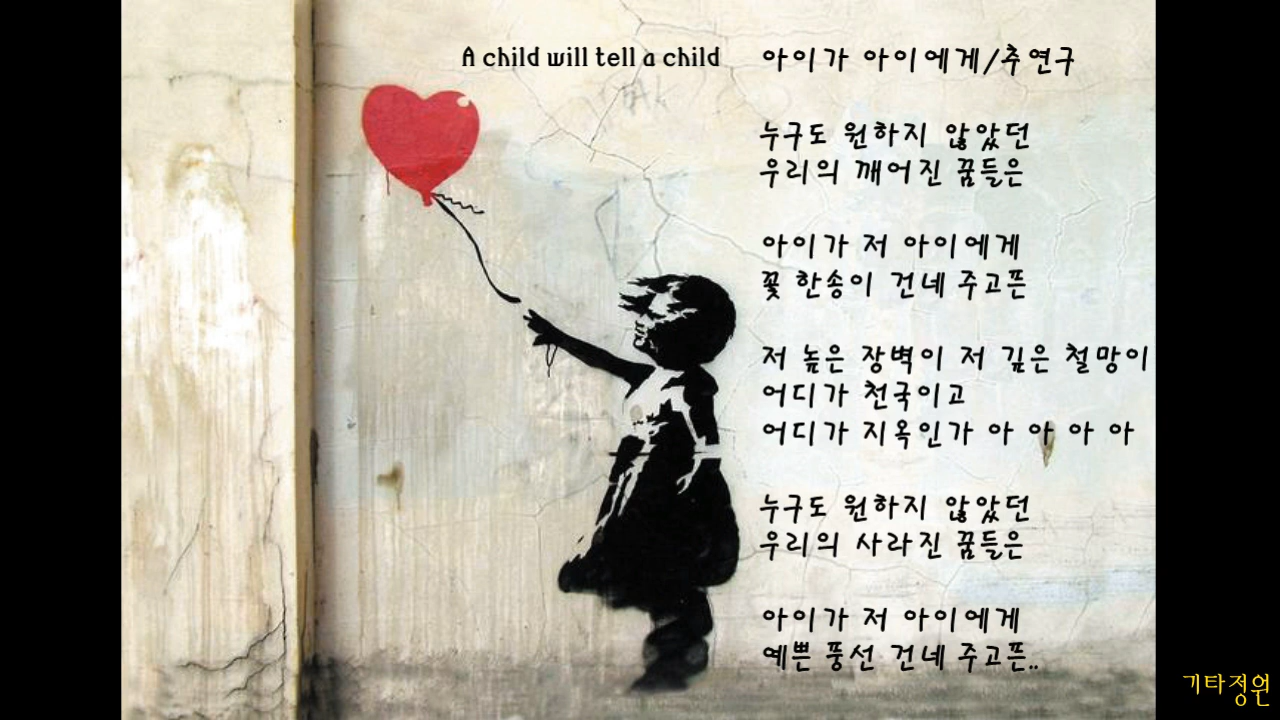 A child will tell a child 아이가 아이에게/추연구
누구도 원하지 않았던
우리의 깨어진 꿈들은
아이가 저 아이에게
꽃 한송이 건네 주고픈
저 높은 장벽이 저 깊은 철망이
어디가 천국이고
어디가 지옥인가 아 아 아 아
누구도 원하지 않았던
우리의 사라진 꿈들은
아이가 저 아이에게
예쁜 풍선 건네 주고픈..
기타정원